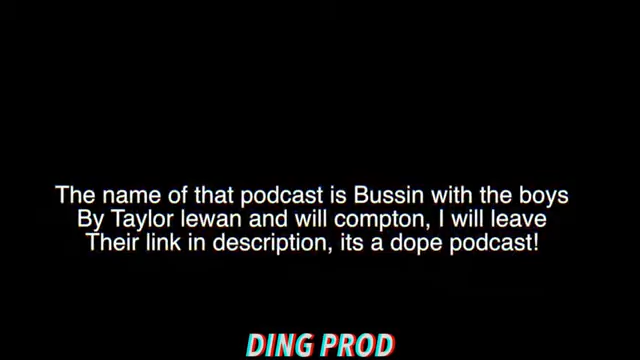 The name of that podcast is Bussin with the boys
By Taylor lewan and will compton, I will leave
Their link in description, its a dope podcast!
DING PROD